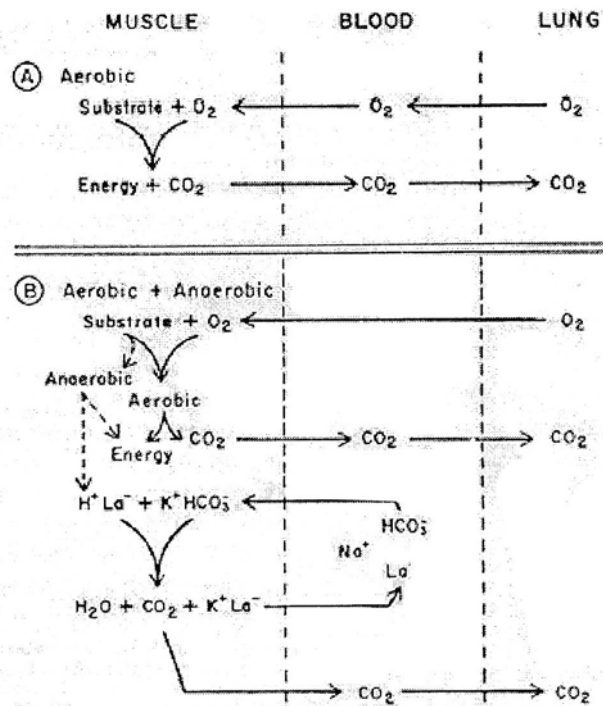 MUSCLE BLOOD LUNG
A Aerobic
Substrate + O₂ O₂ O₂
Energy + CO₂ CO₂ CO₂
B Aerobic + Anaerobic
Substrate + O₂ O₂
Anaerobic
Aerobic
CO₂ CO₂ CO₂
Energy
H⁺La⁻ + K⁺HCO₃⁻
HCO₃⁻
Na⁺
La
H₂O + CO₂ + K⁺La⁻
CO₂ CO₂